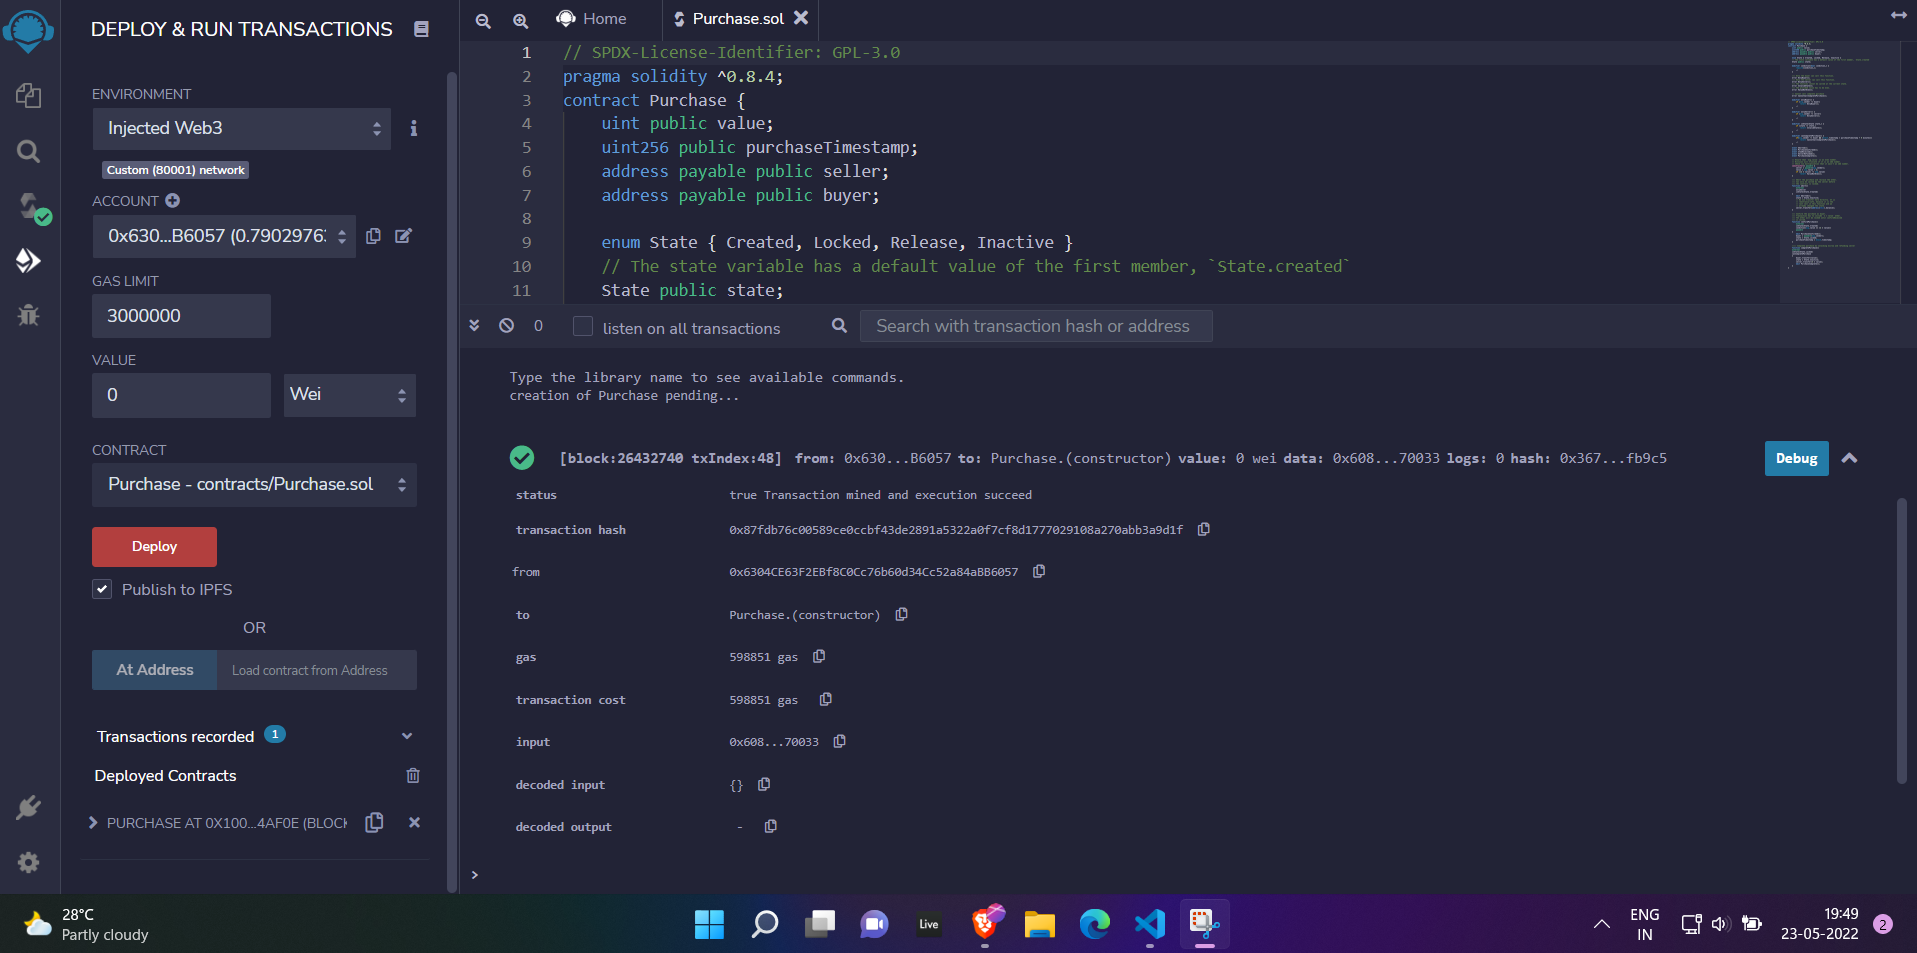 DEPLOY & RUN TRANSACTIONS
ENVIRONMENT
Injected Web3
Custom (80001) network
ACCOUNT
0x630...B6057 (0.7902976
GAS LIMIT
3000000
VALUE
0
Wei
CONTRACT
Purchase - contracts/Purchase.sol
Deploy
Publish to IPFS
OR
At Address
Load contract from Address
Transactions recorded 1
Deployed Contracts
PURCHASE AT 0X100...4AF0E (BLOCK
Home
Purchase.sol
1 // SPDX-License-Identifier: GPL-3.0
2 pragma solidity ^0.8.4;
3 contract Purchase {
4 uint public value;
5 uint256 public purchaseTimestamp;
6 address payable public seller;
7 address payable public buyer;
8
9 enum State { Created, Locked, Release, Inactive }
10 // The state variable has a default value of the first member, `State.created`
11 State public state;
0
listen on all transactions
Search with transaction hash or address
Type the library name to see available commands.
creation of Purchase pending...
[block:26432740 txIndex:48] from: 0x630...B6057 to: Purchase.(constructor) value: 0 wei data: 0x608...70033 logs: 0 hash: 0x367...fb9c5
Debug
status true Transaction mined and execution succeed
transaction hash 0x87fdb76c00589ce0ccbf43de2891a5322a0f7cf8d1777029108a270abb3a9d1f
from 0x6304CE63F2EBf8C0Cc76b60d34Cc52a84aBB6057
to Purchase.(constructor)
gas 598851 gas
transaction cost 598851 gas
input 0x608...70033
decoded input {}
decoded output -
>
28°C
Partly cloudy
Live
ENG
IN
19:49
23-05-2022
2